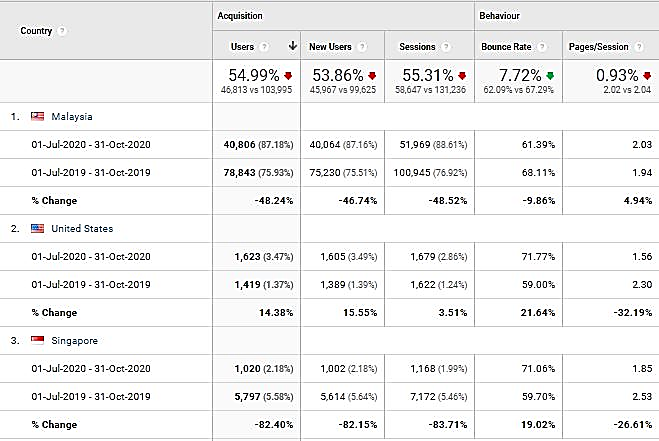 Country ? Acquisition Behaviour
Users ? New Users ? Sessions ? Bounce Rate ? Pages/Session ?
54.99% 53.86% 55.31% 7.72% 0.93%
46,813 vs 103,995 45,967 vs 99,625 58,647 vs 131,236 62.09% vs 67.29% 2.02 vs 2.04
1. Malaysia
01-Jul-2020 - 31-Oct-2020 40,806 (87.18%) 40,064 (87.16%) 51,969 (88.61%) 61.39% 2.03
01-Jul-2019 - 31-Oct-2019 78,843 (75.93%) 75,230 (75.51%) 100,945 (76.92%) 68.11% 1.94
% Change -48.24% -46.74% -48.52% -9.86% 4.94%
2. United States
01-Jul-2020 - 31-Oct-2020 1,623 (3.47%) 1,605 (3.49%) 1,679 (2.86%) 71.77% 1.56
01-Jul-2019 - 31-Oct-2019 1,419 (1.37%) 1,389 (1.39%) 1,622 (1.24%) 59.00% 2.30
% Change 14.38% 15.55% 3.51% 21.64% -32.19%
3. Singapore
01-Jul-2020 - 31-Oct-2020 1,020 (2.18%) 1,002 (2.18%) 1,168 (1.99%) 71.06% 1.85
01-Jul-2019 - 31-Oct-2019 5,797 (5.58%) 5,614 (5.64%) 7,172 (5.46%) 59.70% 2.53
% Change -82.40% -82.15% -83.71% 19.02% -26.61%